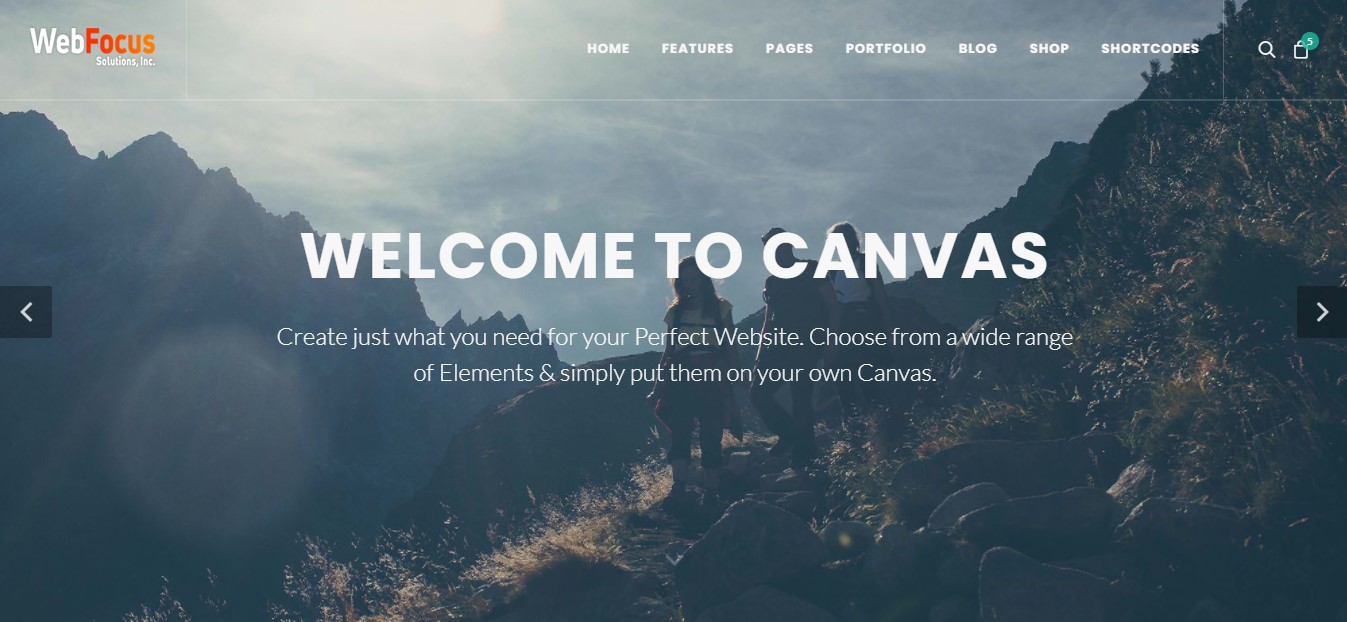 WebFocus
Solutions, Inc.
HOME FEATURES PAGES PORTFOLIO BLOG SHOP SHORTCODES
5
WELCOME TO CANVAS
Create just what you need for your Perfect Website. Choose from a wide range
of Elements & simply put them on your own Canvas.